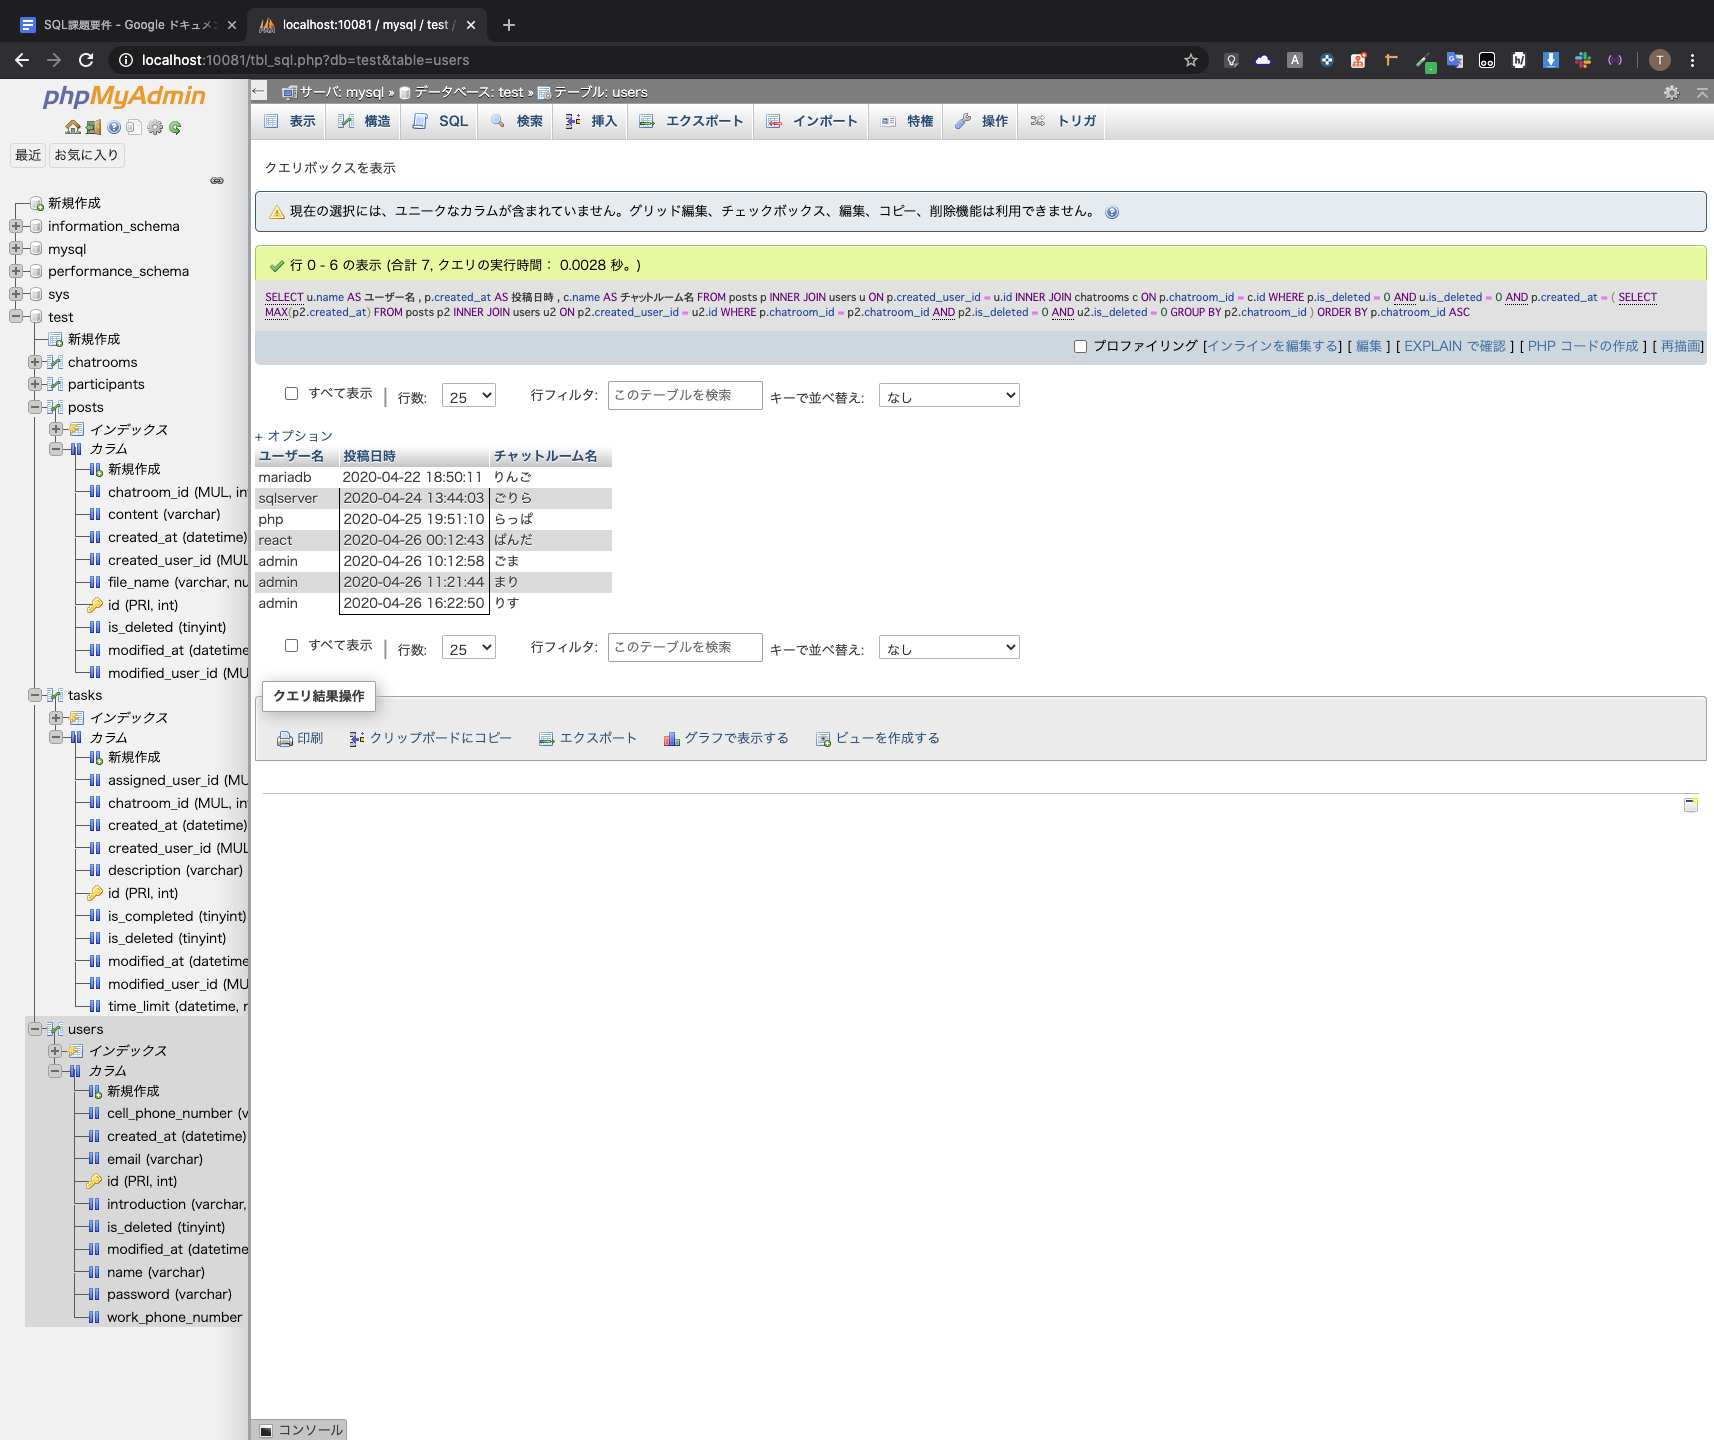 SQL課題要件 - Google ドキュメン
localhost:10081 / mysql / test /
localhost:10081/tbl_sql.php?db=test&table=users
T
phpMyAdmin
最近
お気に入り
新規作成
information_schema
mysql
performance_schema
sys
test
新規作成
chatrooms
participants
posts
インデックス
カラム
新規作成
chatroom_id (MUL, in
content (varchar)
created_at (datetime)
created_user_id (MUL
file_name (varchar, nu
id (PRI, int)
is_deleted (tinyint)
modified_at (datetime
modified_user_id (MU
tasks
インデックス
カラム
新規作成
assigned_user_id (MU
chatroom_id (MUL, in
created_at (datetime)
created_user_id (MUL
description (varchar)
id (PRI, int)
is_completed (tinyint)
is_deleted (tinyint)
modified_at (datetime
modified_user_id (MU
time_limit (datetime, n
users
インデックス
カラム
新規作成
cell_phone_number (v
created_at (datetime)
email (varchar)
id (PRI, int)
introduction (varchar,
is_deleted (tinyint)
modified_at (datetime
name (varchar)
password (varchar)
work_phone_number
サーバ: mysql » データベース: test » テーブル: users
表示 構造 SQL 検索 挿入 エクスポート インポート 特権 操作 トリガ
クエリボックスを表示
現在の選択には、ユニークなカラムが含まれていません。グリッド編集、チェックボックス、編集、コピー、削除機能は利用できません。
行 0 - 6 の表示 (合計 7, クエリの実行時間： 0.0028 秒。)
SELECT u.name AS ユーザー名 , p.created_at AS 投稿日時 , c.name AS チャットルーム名 FROM posts p INNER JOIN users u ON p.created_user_id = u.id INNER JOIN chatrooms c ON p.chatroom_id = c.id WHERE p.is_deleted = 0 AND u.is_deleted = 0 AND p.created_at = ( SELECT
MAX(p2.created_at) FROM posts p2 INNER JOIN users u2 ON p2.created_user_id = u2.id WHERE p.chatroom_id = p2.chatroom_id AND p2.is_deleted = 0 AND u2.is_deleted = 0 GROUP BY p2.chatroom_id ) ORDER BY p.chatroom_id ASC
プロファイリング [インラインを編集する] [ 編集 ] [ EXPLAIN で確認 ] [ PHP コードの作成 ] [ 再描画]
すべて表示 | 行数: 25 行フィルタ: このテーブルを検索 キーで並べ替え: なし
+ オプション
ユーザー名 投稿日時 チャットルーム名
mariadb 2020-04-22 18:50:11 りんご
sqlserver 2020-04-24 13:44:03 ごりら
php 2020-04-25 19:51:10 らっぱ
react 2020-04-26 00:12:43 ぱんだ
admin 2020-04-26 10:12:58 ごま
admin 2020-04-26 11:21:44 まり
admin 2020-04-26 16:22:50 りす
すべて表示 | 行数: 25 行フィルタ: このテーブルを検索 キーで並べ替え: なし
クエリ結果操作
印刷 クリップボードにコピー エクスポート グラフで表示する ビューを作成する
コンソール